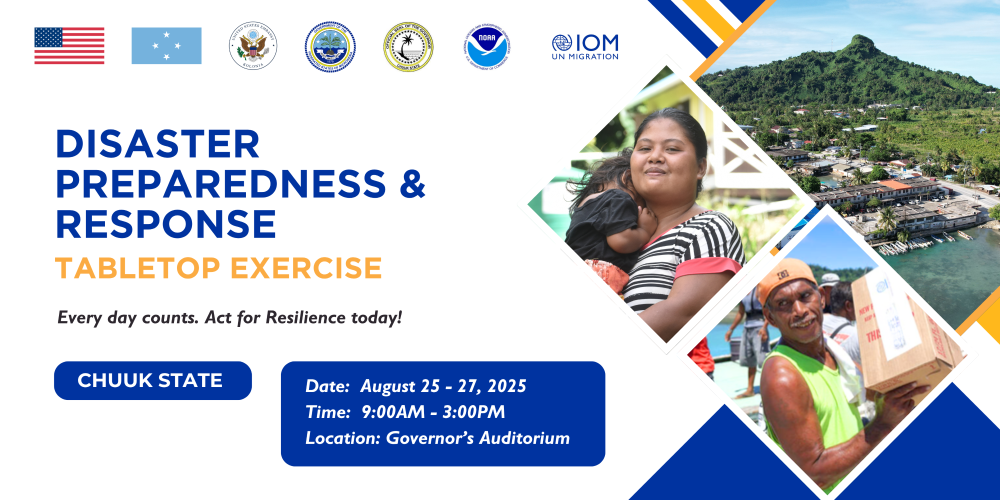 NOAA
IOM
UN MIGRATION
DISASTER
PREPAREDNESS &
RESPONSE
TABLETOP EXERCISE
Every day counts. Act for Resilience today!
CHUUK STATE
Date: August 25 - 27, 2025
Time: 9:00AM - 3:00PM
Location: Governor's Auditorium